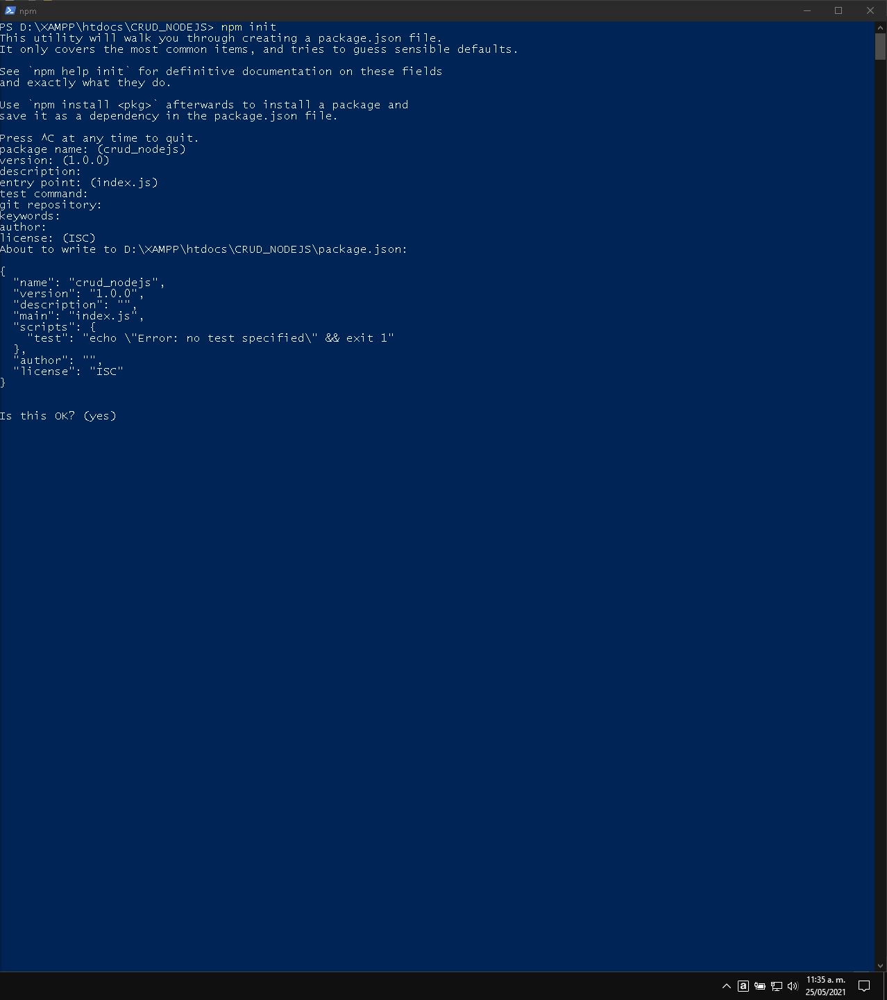 npm
PS D:\XAMPP\htdocs\CRUD_NODEJS> npm init
This utility will walk you through creating a package.json file.
It only covers the most common items, and tries to guess sensible defaults.
See `npm help init` for definitive documentation on these fields
and exactly what they do.
Use `npm install <pkg>` afterwards to install a package and
save it as a dependency in the package.json file.
Press ^C at any time to quit.
package name: (crud_nodejs)
version: (1.0.0)
description:
entry point: (index.js)
test command:
git repository:
keywords:
author:
license: (ISC)
About to write to D:\XAMPP\htdocs\CRUD_NODEJS\package.json:
{
  "name": "crud_nodejs",
  "version": "1.0.0",
  "description": "",
  "main": "index.js",
  "scripts": {
    "test": "echo \"Error: no test specified\" && exit 1"
  },
  "author": "",
  "license": "ISC"
}
Is this OK? (yes)
a
11:35 a. m.
25/05/2021